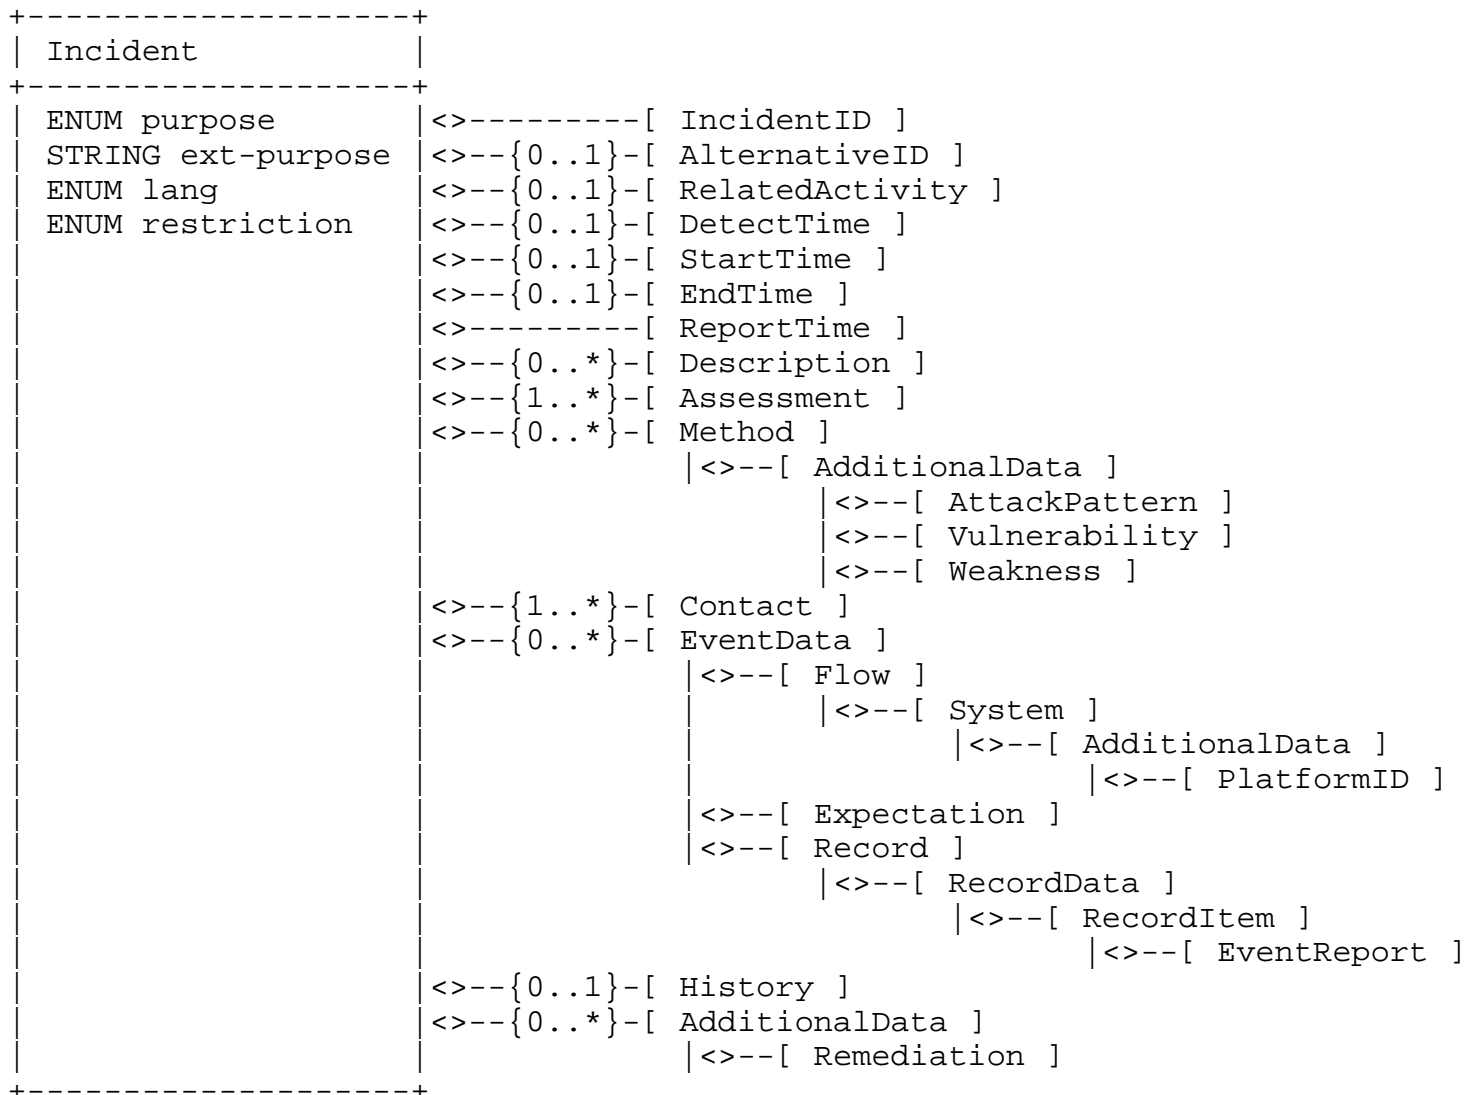 +--------------------+
| Incident           |
+--------------------+
| ENUM purpose       |<>---------[ IncidentID ]
| STRING ext-purpose |<>--{0..1}-[ AlternativeID ]
| ENUM lang          |<>--{0..1}-[ RelatedActivity ]
| ENUM restriction   |<>--{0..1}-[ DetectTime ]
|                    |<>--{0..1}-[ StartTime ]
|                    |<>--{0..1}-[ EndTime ]
|                    |<>---------[ ReportTime ]
|                    |<>--{0..*}-[ Description ]
|                    |<>--{1..*}-[ Assessment ]
|                    |<>--{0..*}-[ Method ]
|                    |             |<>--[ AdditionalData ]
|                    |                    |<>--[ AttackPattern ]
|                    |                    |<>--[ Vulnerability ]
|                    |                    |<>--[ Weakness ]
|                    |<>--{1..*}-[ Contact ]
|                    |<>--{0..*}-[ EventData ]
|                    |             |<>--[ Flow ]
|                    |             |      |<>--[ System ]
|                    |             |             |<>--[ AdditionalData ]
|                    |             |                    |<>--[ PlatformID ]
|                    |             |<>--[ Expectation ]
|                    |             |<>--[ Record ]
|                    |                    |<>--[ RecordData ]
|                    |                           |<>--[ RecordItem ]
|                    |                                  |<>--[ EventReport ]
|                    |<>--{0..1}-[ History ]
|                    |<>--{0..*}-[ AdditionalData ]
|                    |             |<>--[ Remediation ]
+--------------------+